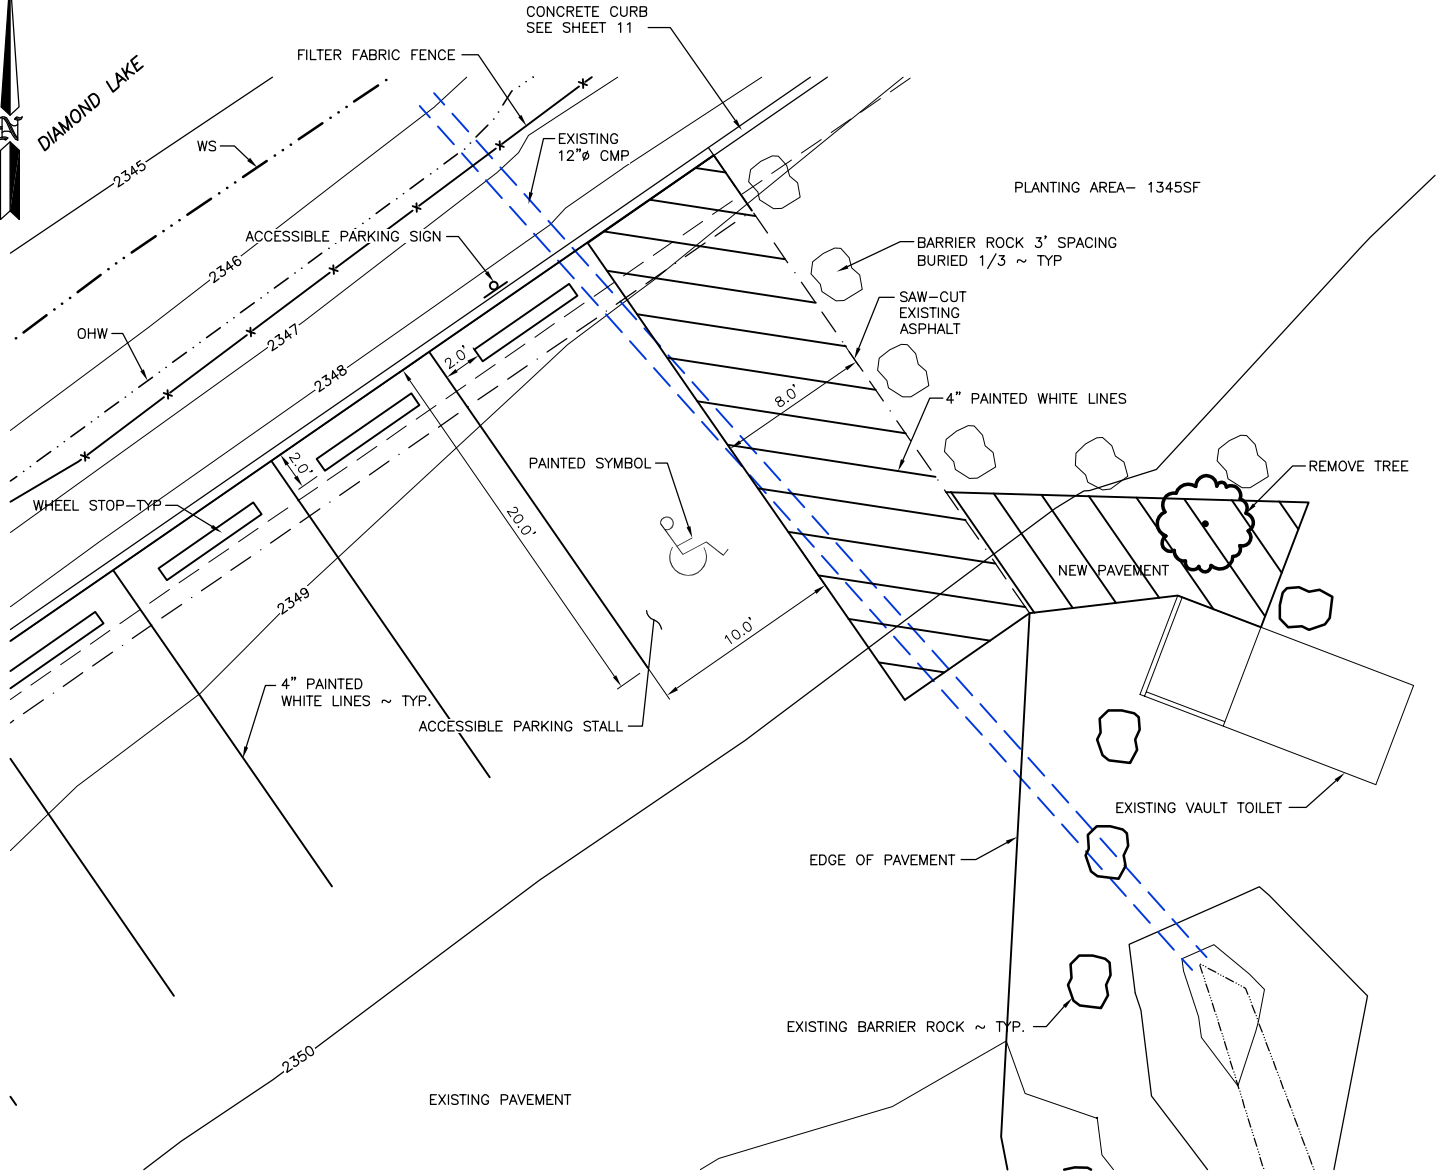 CONCRETE CURB
SEE SHEET 11
FILTER FABRIC FENCE
DIAMOND LAKE
N
WS
2345
EXISTING
12"ø CMP
PLANTING AREA- 1345SF
ACCESSIBLE PARKING SIGN
BARRIER ROCK 3' SPACING
BURIED 1/3 ~ TYP
2346
SAW-CUT
EXISTING
ASPHALT
OHW
2347
2348
2.0'
8.0'
4" PAINTED WHITE LINES
2.0'
PAINTED SYMBOL
REMOVE TREE
WHEEL STOP-TYP
20.0'
NEW PAVEMENT
2349
10.0'
4" PAINTED
WHITE LINES ~ TYP.
ACCESSIBLE PARKING STALL
EXISTING VAULT TOILET
EDGE OF PAVEMENT
EXISTING BARRIER ROCK ~ TYP.
2350
EXISTING PAVEMENT